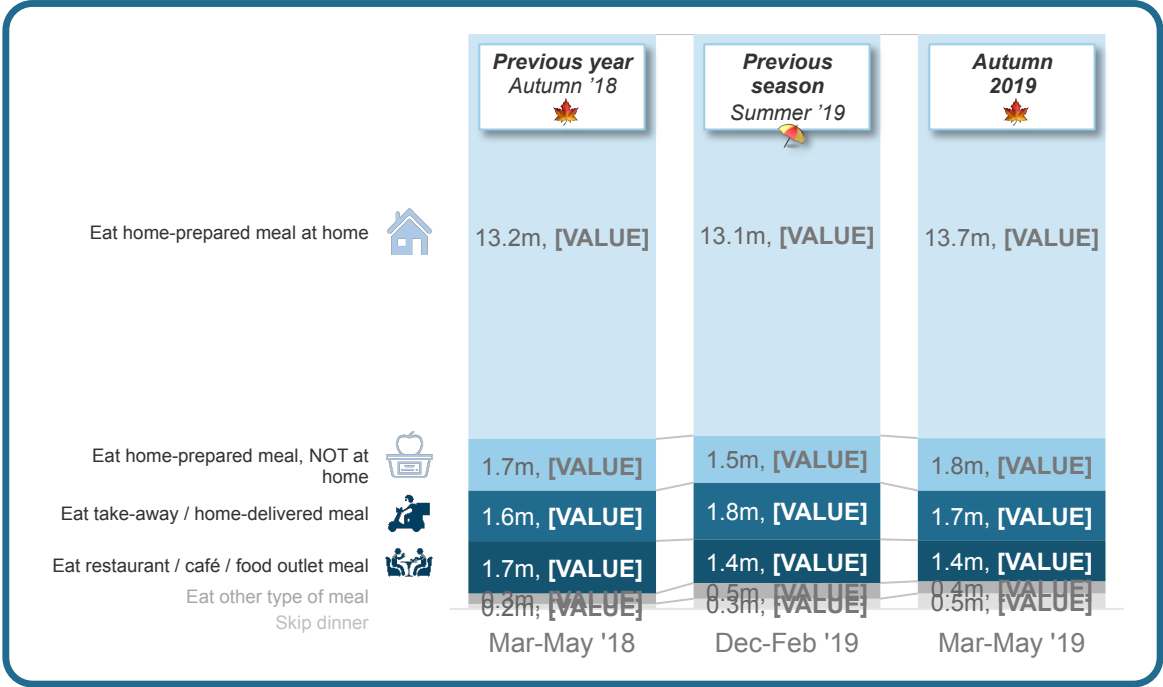 Previous year
Autumn ’18
Previous
season
Summer ’19
Autumn
2019
Eat home-prepared meal at home
13.2m, [VALUE]
13.1m, [VALUE]
13.7m, [VALUE]
Eat home-prepared meal, NOT at
home
1.7m, [VALUE]
1.5m, [VALUE]
1.8m, [VALUE]
Eat take-away / home-delivered meal
1.6m, [VALUE]
1.8m, [VALUE]
1.7m, [VALUE]
Eat restaurant / café / food outlet meal
1.7m, [VALUE]
1.4m, [VALUE]
1.4m, [VALUE]
Eat other type of meal
[VALUE]
0.5m, [VALUE]
0.4m, [VALUE]
Skip dinner
0.2m, [VALUE]
0.3m, [VALUE]
0.5m, [VALUE]
Mar-May '18
Dec-Feb '19
Mar-May '19